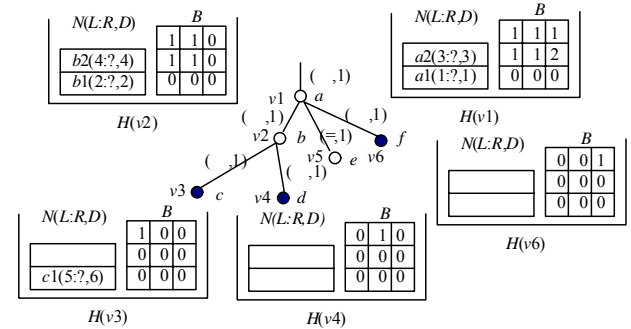 N(L:R,D) B
b2(4:?,4)
b1(2:?,2)
1 1 0
1 1 0
0 0 0
H(v2)
N(L:R,D) B
a2(3:?,3)
a1(1:?,1)
1 1 1
1 1 2
0 0 0
H(v1)
( ,1)
v1 a
( ,1)
( ,1)
v2 b
(=,1)
v5 e
v6 f
( ,1)
( ,1)
v3 c
v4 d
N(L:R,D) B
0 0 1
0 0 0
0 0 0
H(v6)
N(L:R,D) B
c1(5:?,6)
1 0 0
0 0 0
0 0 0
H(v3)
N(L:R,D) B
0 1 0
0 0 0
0 0 0
H(v4)